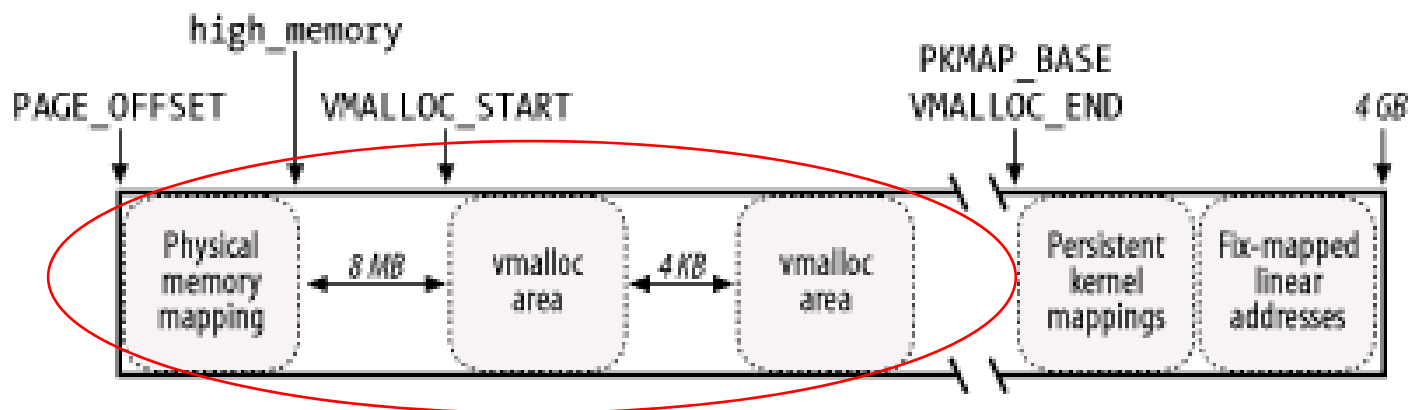 high_memory
PAGE_OFFSET
VMALLOC_START
PKMAP_BASE
VMALLOC_END
4 GB
Physical
memory
mapping
8 MB
vmalloc
area
4 KB
vmalloc
area
Persistent
kernel
mappings
Fix-mapped
linear
addresses